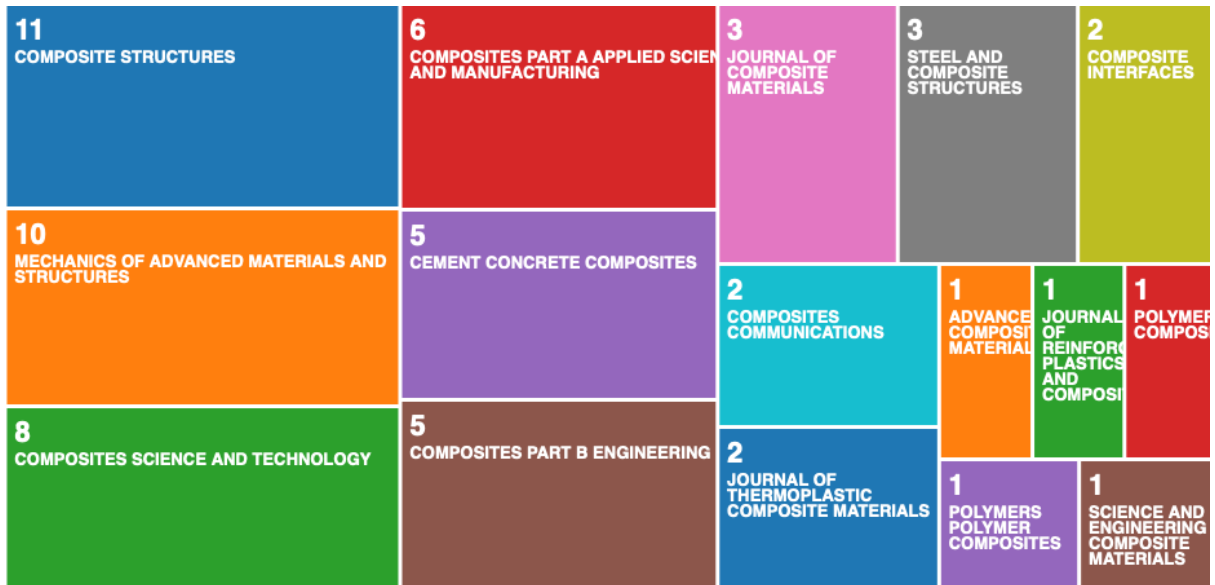 11
COMPOSITE STRUCTURES
10
MECHANICS OF ADVANCED MATERIALS AND
STRUCTURES
8
COMPOSITES SCIENCE AND TECHNOLOGY
6
COMPOSITES PART A APPLIED SCIEN
AND MANUFACTURING
5
CEMENT CONCRETE COMPOSITES
5
COMPOSITES PART B ENGINEERING
3
JOURNAL OF
COMPOSITE
MATERIALS
3
STEEL AND
COMPOSITE
STRUCTURES
2
COMPOSITE
INTERFACES
2
COMPOSITES
COMMUNICATIONS
2
JOURNAL OF
THERMOPLASTIC
COMPOSITE MATERIALS
1
ADVANCE
COMPOSIT
MATERIAL
1
JOURNAL
OF
REINFORC
PLASTICS
AND
COMPOSIT
1
POLYMER
COMPOSI
1
POLYMERS
POLYMER
COMPOSITES
1
SCIENCE AND
ENGINEERING
COMPOSITE
MATERIALS